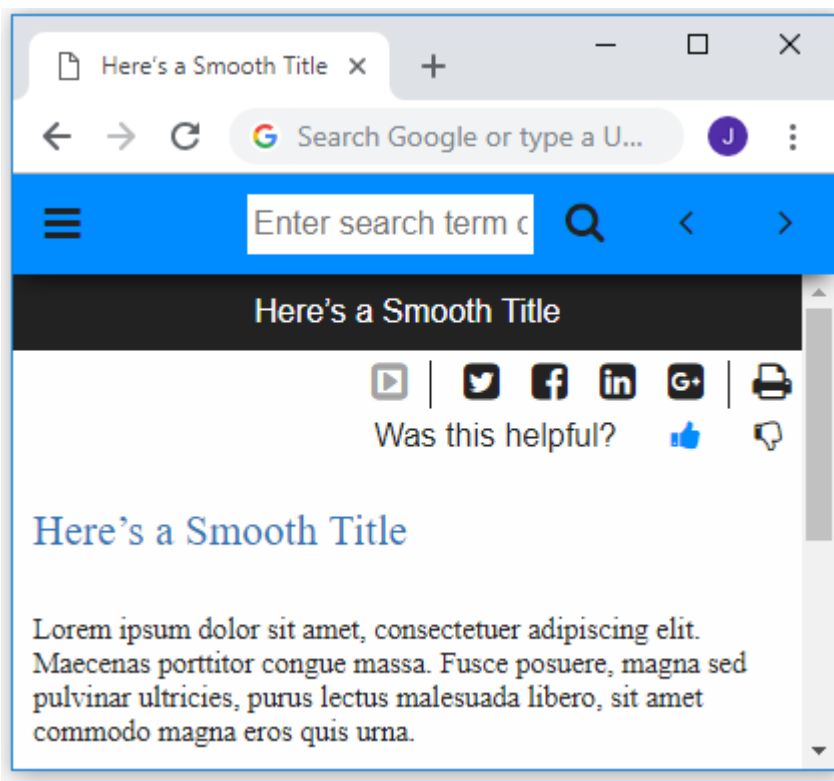 Here's a Smooth Title
Search Google or type a U...
J
Enter search term c
Here’s a Smooth Title
Was this helpful?
Here’s a Smooth Title
Lorem ipsum dolor sit amet, consectetuer adipiscing elit.
Maecenas porttitor congue massa. Fusce posuere, magna sed
pulvinar ultricies, purus lectus malesuada libero, sit amet
commodo magna eros quis urna.